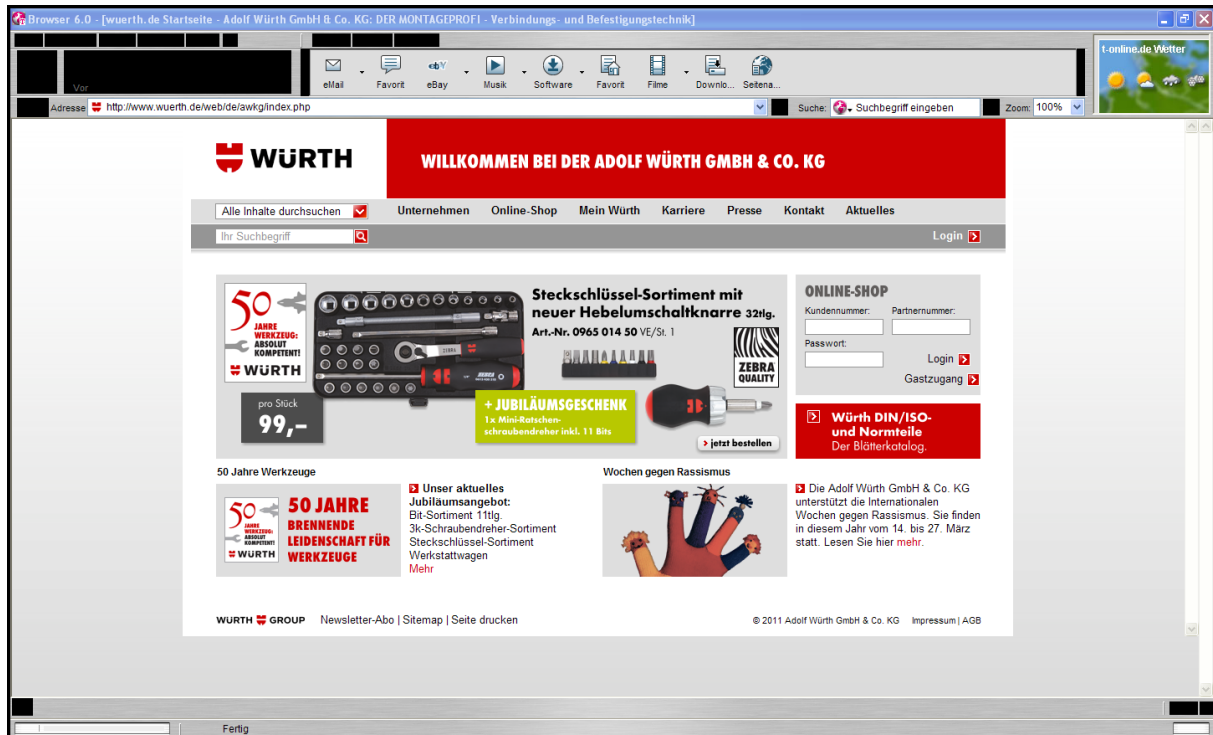 Browser 6.0 - [wuerth.de Startseite - Adolf Würth GmbH & Co. KG: DER MONTAGEPROFI - Verbindungs- und Befestigungstechnik]
t-online.de Wetter
Vor
eMail
Favorit
eBay
Musik
Software
Favorit
Filme
Downlo...
Seitena...
Adresse http://www.wuerth.de/web/de/awkg/index.php
Suche: Suchbegriff eingeben
Zoom: 100%
WÜRTH
WILLKOMMEN BEI DER ADOLF WÜRTH GMBH & CO. KG
Alle Inhalte durchsuchen
Unternehmen Online-Shop Mein Würth Karriere Presse Kontakt Aktuelles
Ihr Suchbegriff
Login
50
JAHRE
WERKZEUG:
ABSOLUT
KOMPETENT!
WÜRTH
pro Stück
99,–
Steckschlüssel-Sortiment mit
neuer Hebelumschaltknarre 32tlg.
Art.-Nr. 0965 014 50 VE/St. 1
ZEBRA
QUALITY
+ JUBILÄUMSGESCHENK
1x Mini-Ratschen-
schraubendreher inkl. 11 Bits
jetzt bestellen
ONLINE-SHOP
Kundennummer: Partnernummer:
Passwort:
Login
Gastzugang
Würth DIN/ISO-
und Normteile
Der Blätterkatalog.
50 Jahre Werkzeuge
50
JAHRE
WERKZEUG:
ABSOLUT
KOMPETENT!
WÜRTH
50 JAHRE
BRENNENDE
LEIDENSCHAFT FÜR
WERKZEUGE
Unser aktuelles
Jubiläumsangebot:
Bit-Sortiment 11tlg.
3k-Schraubendreher-Sortiment
Steckschlüssel-Sortiment
Werkstattwagen
Mehr
Wochen gegen Rassismus
Die Adolf Würth GmbH & Co. KG
unterstützt die Internationalen
Wochen gegen Rassismus. Sie finden
in diesem Jahr vom 14. bis 27. März
statt. Lesen Sie hier mehr.
WÜRTH GROUP
Newsletter-Abo | Sitemap | Seite drucken
© 2011 Adolf Würth GmbH & Co. KG Impressum | AGB
Fertig